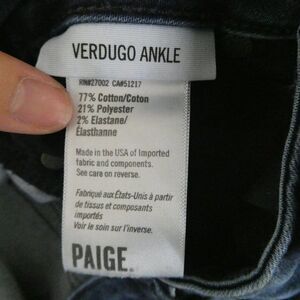 VERDUGO ANKLE
RN#27002 CA#51217
77% Cotton/Coton
21% Polyester
2% Elastane/
Élasthanne
Made in the USA of Imported
fabric and components.
See care on reverse.
Fabriqué aux États-Unis à partir
de tissus et composants
importés
Voir le soin sur l'inverse.
PAIGE